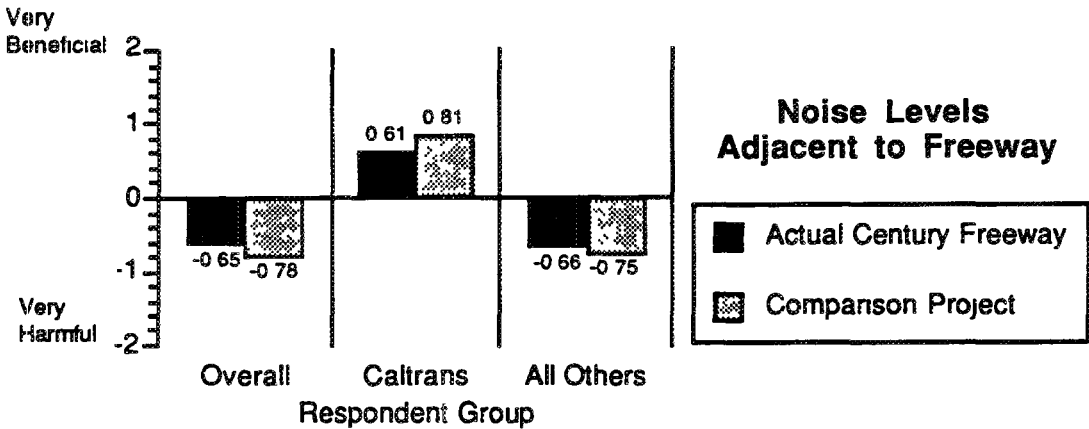 Very
Beneficial
2
1
0
-1
-2
Very
Harmful
0 61
0 81
-0 65
-0 78
-0 66
-0 75
Overall
Caltrans
All Others
Respondent Group
Noise Levels
Adjacent to Freeway
Actual Century Freeway
Comparison Project